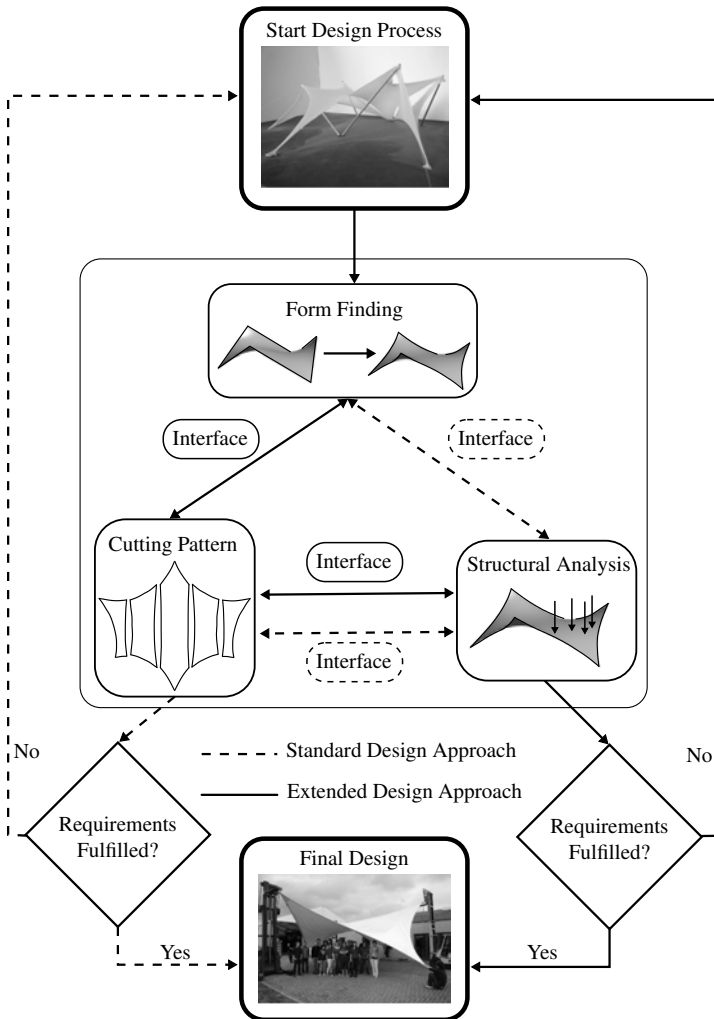 Start Design Process
Form Finding
Interface
Interface
Cutting Pattern
Interface
Structural Analysis
Interface
No
Standard Design Approach
No
Extended Design Approach
Requirements
Fulfilled?
Requirements
Fulfilled?
Final Design
Yes
Yes